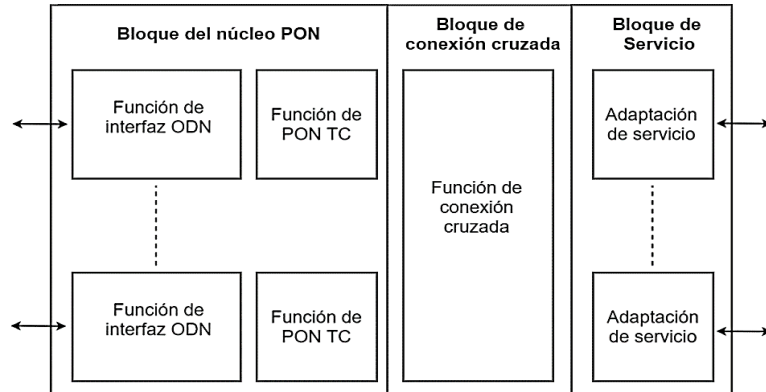 Bloque del núcleo PON
Bloque de
conexión cruzada
Bloque de
Servicio
Función de
interfaz ODN
Función de
PON TC
Función de
conexión
cruzada
Adaptación
de servicio
Función de
interfaz ODN
Función de
PON TC
Adaptación
de servicio